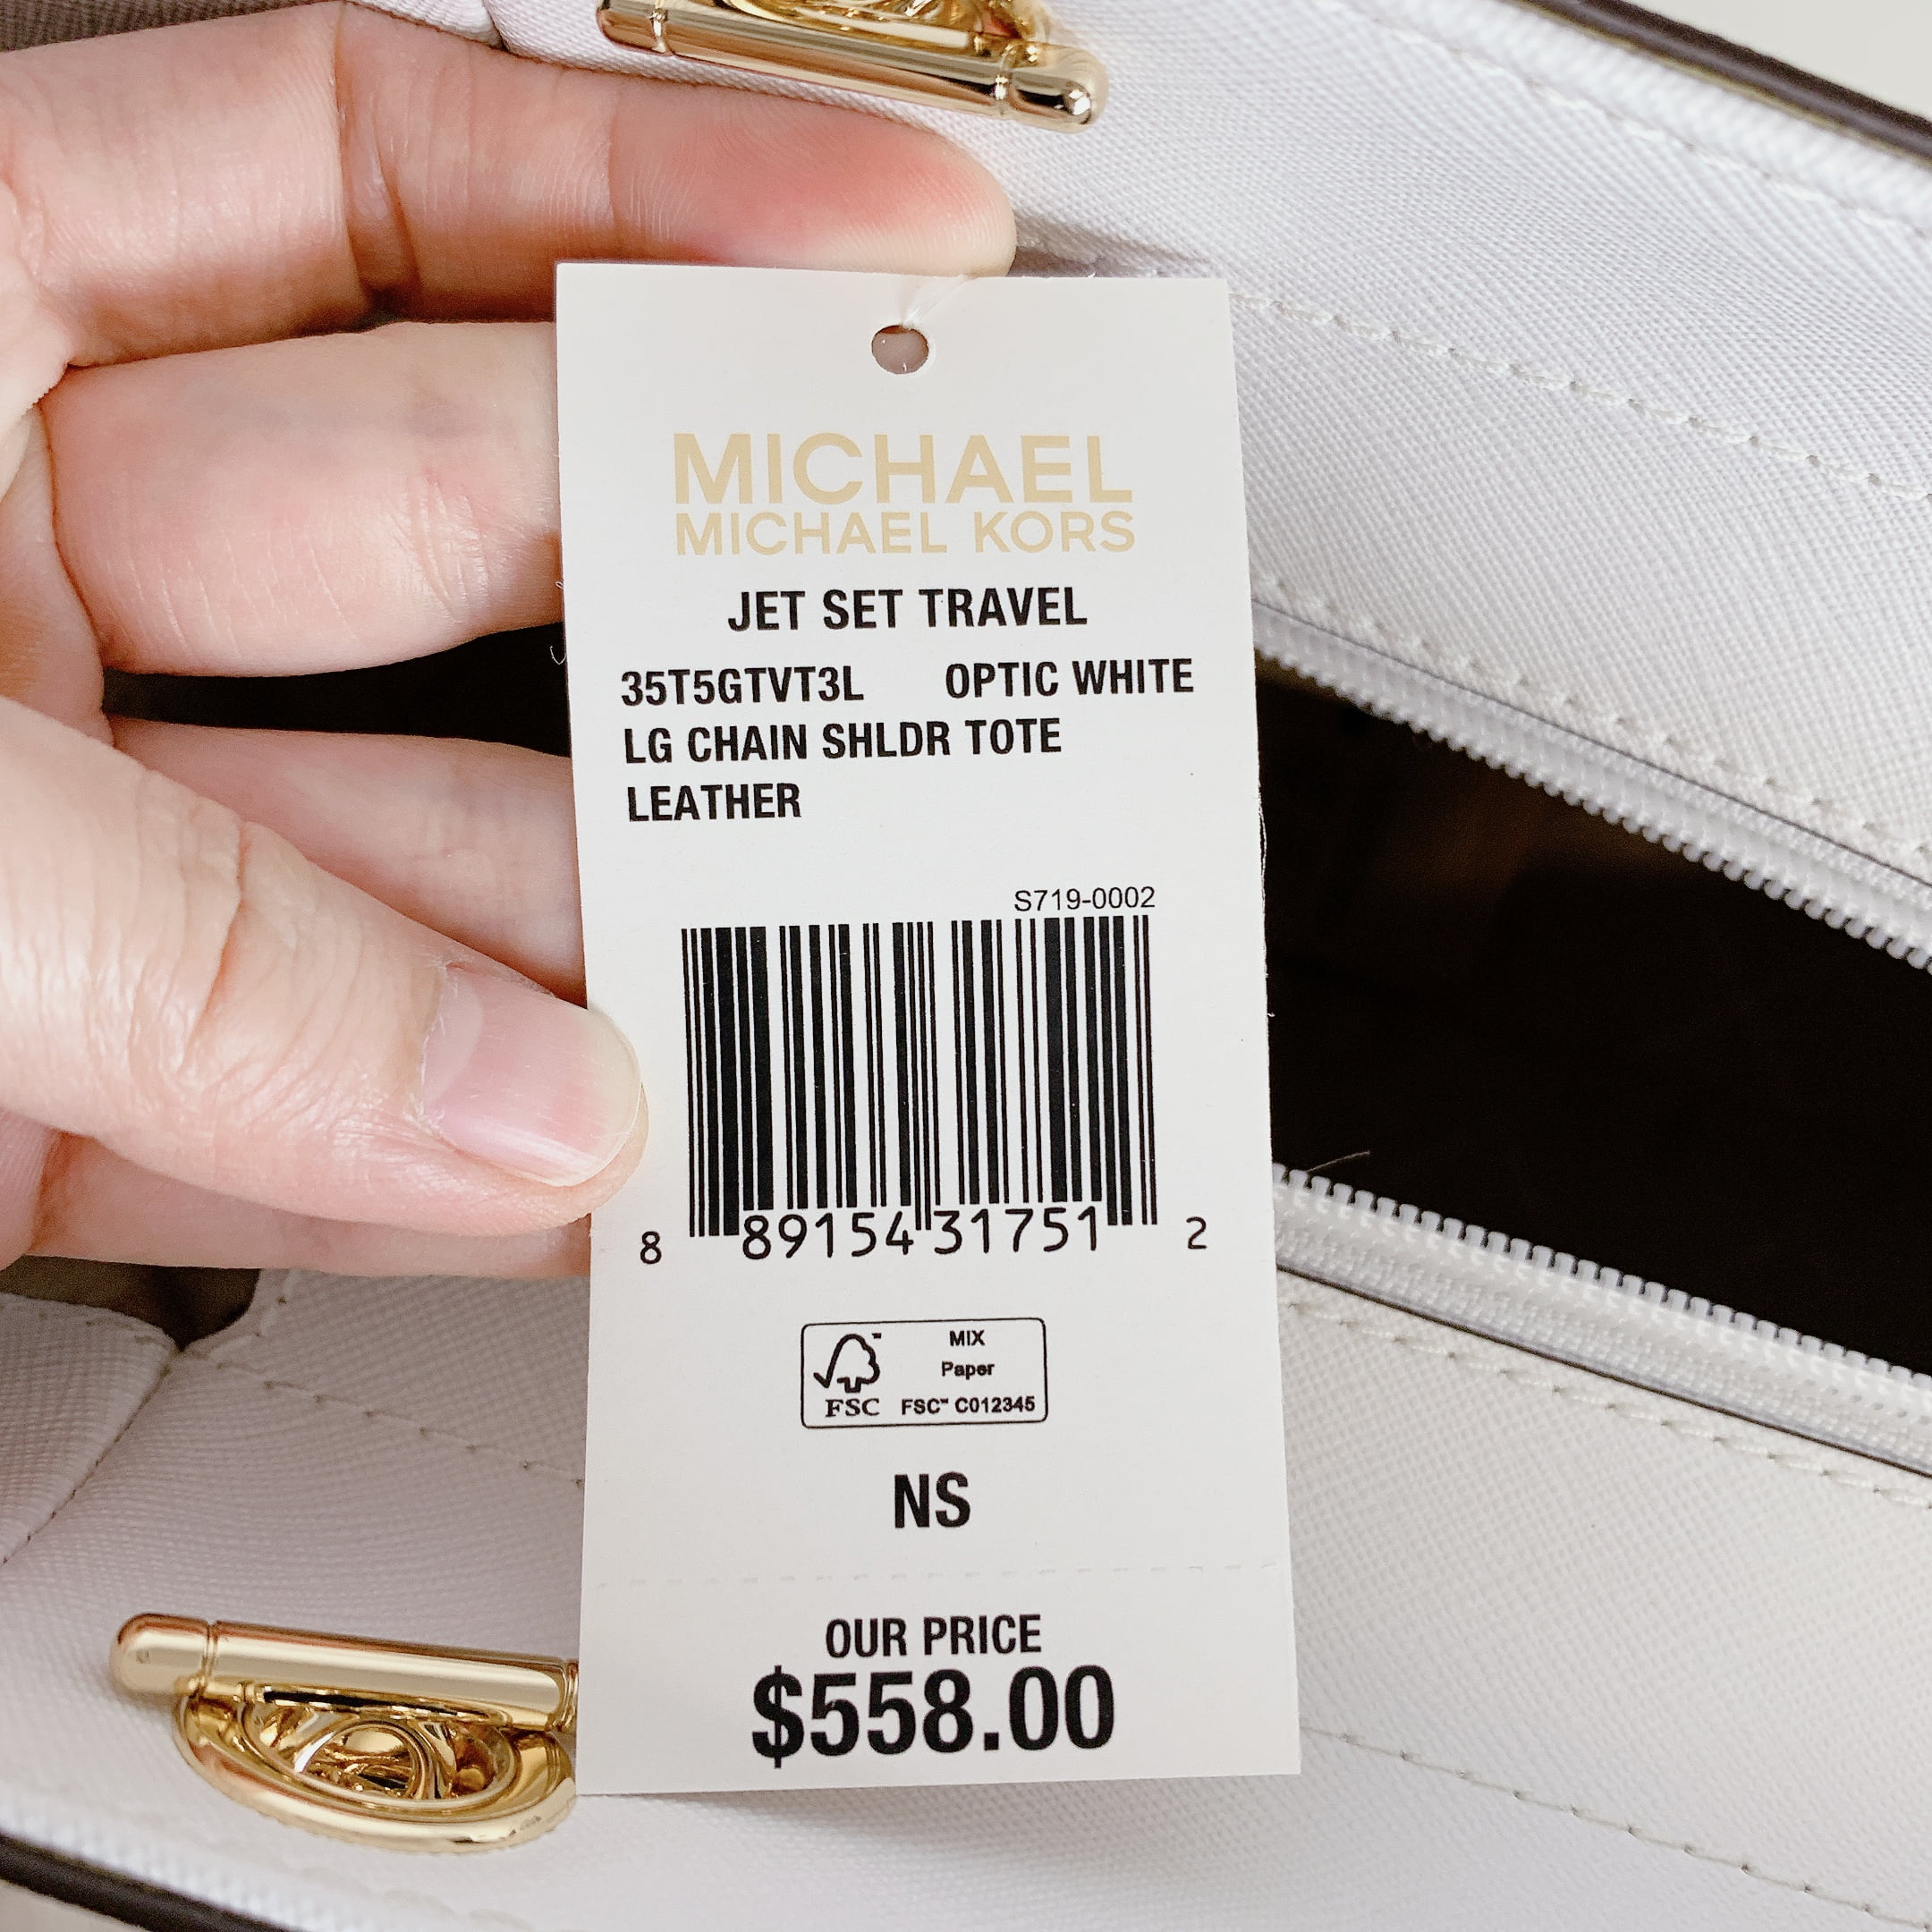 MICHAEL
MICHAEL KORS
JET SET TRAVEL
35T5GTVT3L OPTIC WHITE
LG CHAIN SHLDR TOTE
LEATHER
S719-0002
8 89154 31751 2
MIX
Paper
FSC™ C012345
FSC
NS
OUR PRICE
$558.00